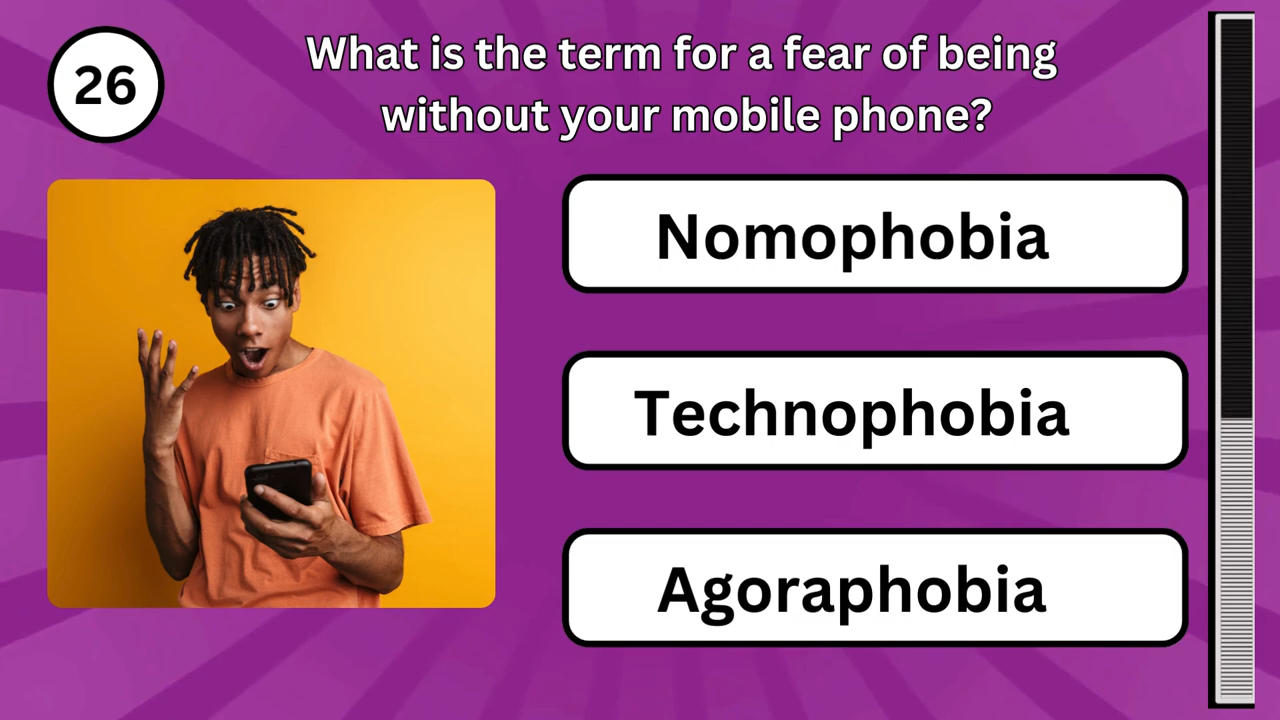 26
What is the term for a fear of being
without your mobile phone?
Nomophobia
Technophobia
Agoraphobia